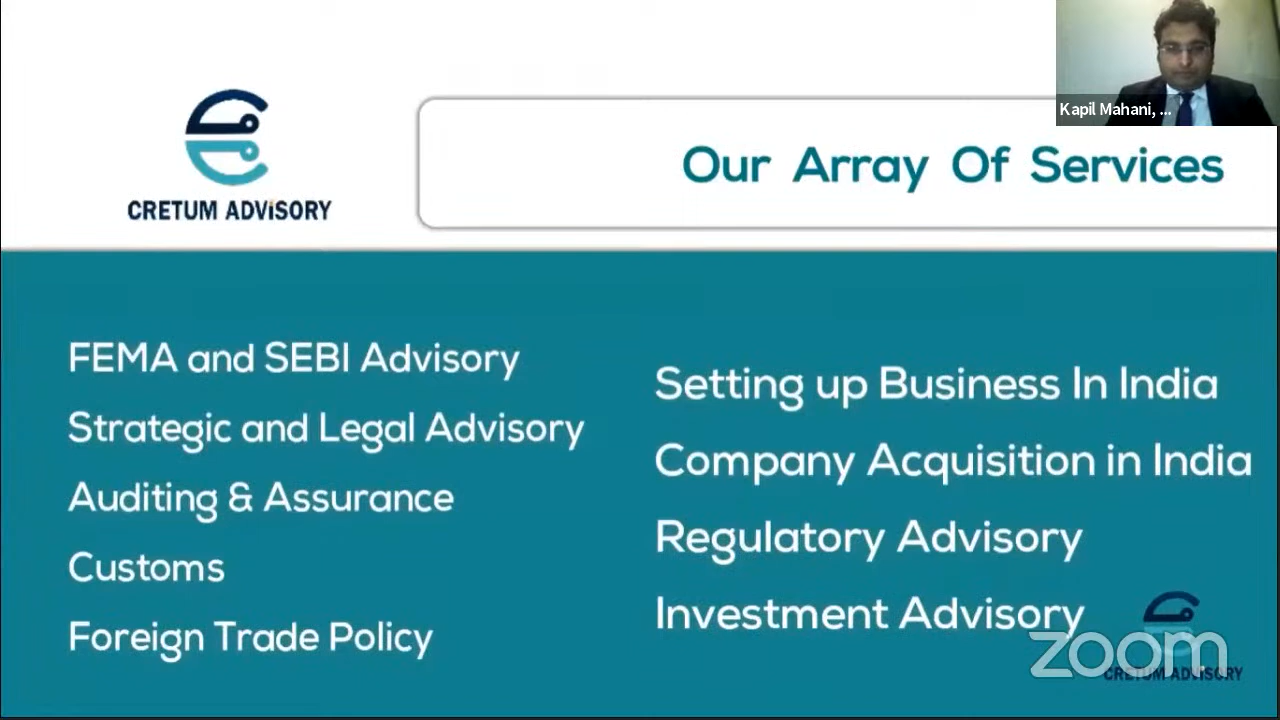 Kapil Mahani, ...
CRETUM ADVISORY
Our Array Of Services
FEMA and SEBI Advisory
Strategic and Legal Advisory
Auditing & Assurance
Customs
Foreign Trade Policy
Setting up Business In India
Company Acquisition in India
Regulatory Advisory
Investment Advisory
zoom
CRETUM ADVISORY